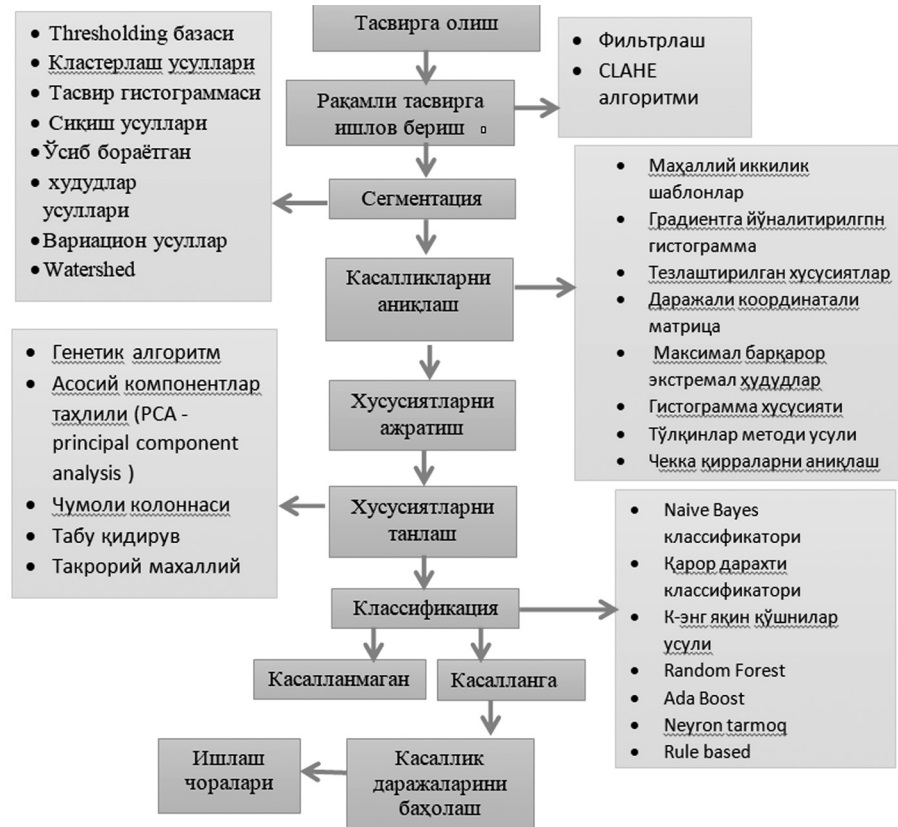 Тасвирга олиш
• Thresholding базаси
• Кластерлаш усуллари
• Тасвир гистограммаси
• Сиқиш усуллари
• Ўсиб бораётган
• худудлар
усуллари
• Вариацион усуллар
• Watershed
• Фильтрлаш
• CLAHE
алгоритми
Рақамли тасвирга
ишлов бериш
Сегментация
Касалликларни
аниқлаш
• Маҳаллий иккилик
шаблонлар
• Градиентга йўналитирилгпн
гистограмма
• Тезлаштирилган хусусиятлар
• Даражали координатали
матрица
• Максимал барқарор
экстремал ҳудудлар
• Гистограмма хусусияти
• Тўлқинлар методи усули
• Чекка қирраларни аниқлаш
• Генетик алгоритм
• Асосий компонентлар
таҳлили (PCA -
principal component
analysis )
• Чумоли колоннаси
• Табу қидирув
• Такрорий махаллий
Хусусиятларни
ажратиш
Хусусиятларни
танлаш
Классификация
• Naive Bayes
классификатори
• Қарор дарахти
классификатори
• К-энг яқин қўшнилар
усули
• Random Forest
• Ada Boost
• Neyron tarmoq
• Rule based
Касалланмаган
Касалланга
Ишлаш
чоралари
Касаллик
даражаларини
баҳолаш